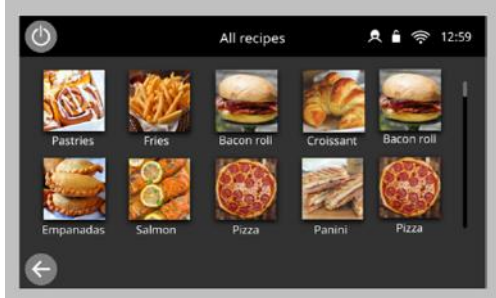 All recipes
12:59
Pastries
Fries
Bacon roll
Croissant
Bacon roll
Empanadas
Salmon
Pizza
Panini
Pizza